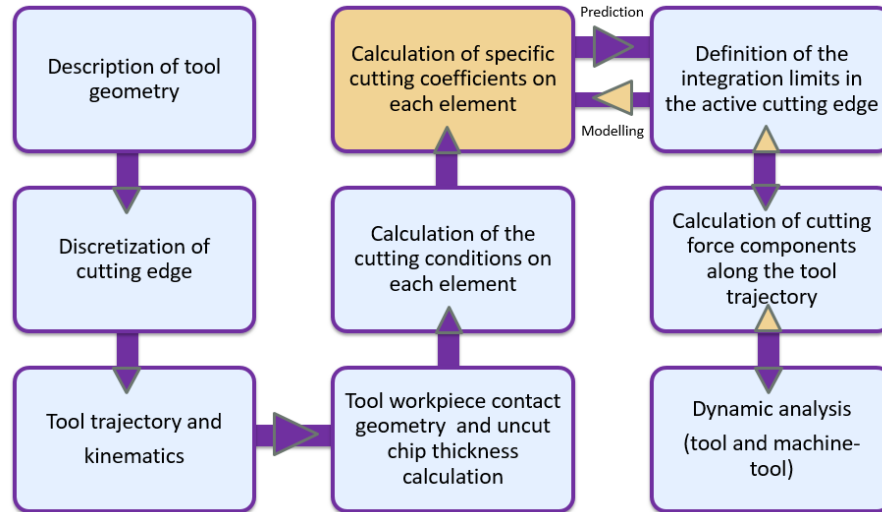 Description of tool
geometry
Discretization of
cutting edge
Tool trajectory and
kinematics
Tool workpiece contact
geometry and uncut
chip thickness
calculation
Calculation of the
cutting conditions on
each element
Calculation of specific
cutting coefficients on
each element
Prediction
Modelling
Definition of the
integration limits in
the active cutting edge
Calculation of cutting
force components
along the tool
trajectory
Dynamic analysis
(tool and machine-
tool)